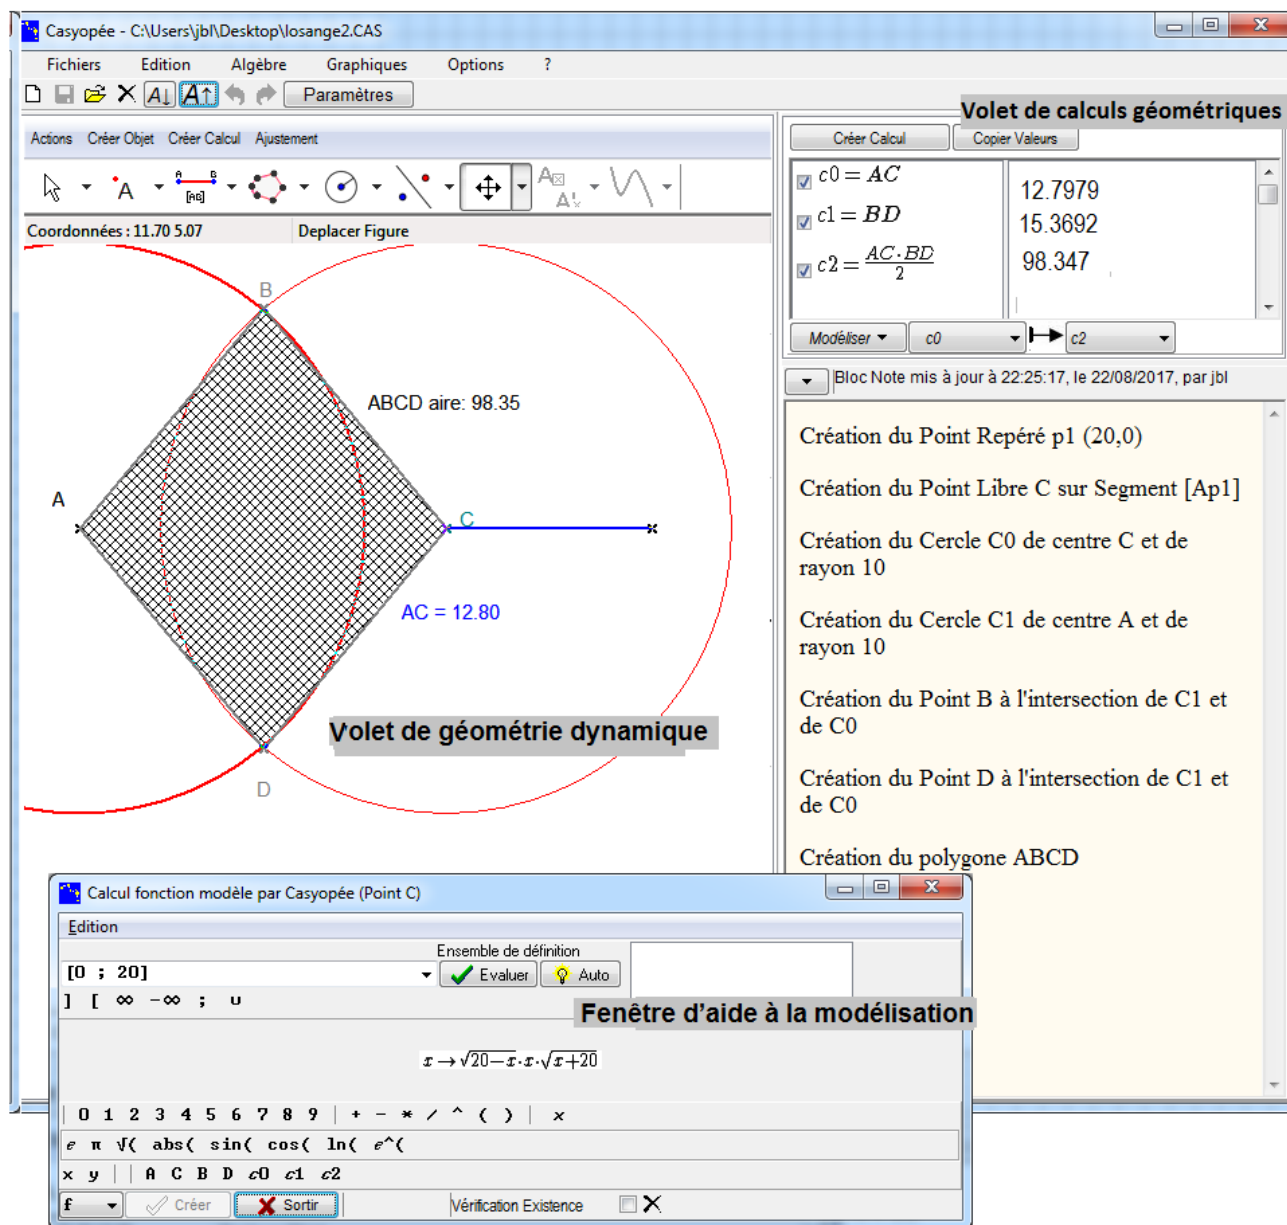 Casyopée - C:\Users\jbl\Desktop\losange2.CAS
Fichiers Edition Algèbre Graphiques Options ?
A↓ A↑ Paramètres
Volet de calculs géométriques
Actions Créer Objet Créer Calcul Ajustement
Créer Calcul Copier Valeurs
A A B [AB]
Coordonnées : 11.70 5.07 Deplacer Figure
c0 = AC 12.7979
c1 = BD 15.3692
c2 = AC·BD/2 98.347
Modéliser c0 c2
Bloc Note mis à jour à 22:25:17, le 22/08/2017, par jbl
B
ABCD aire: 98.35
A
C
AC = 12.80
Volet de géométrie dynamique
D
Création du Point Repéré p1 (20,0)
Création du Point Libre C sur Segment [Ap1]
Création du Cercle C0 de centre C et de
rayon 10
Création du Cercle C1 de centre A et de
rayon 10
Création du Point B à l'intersection de C1 et
de C0
Création du Point D à l'intersection de C1 et
de C0
Création du polygone ABCD
Calcul fonction modèle par Casyopée (Point C)
Edition
Ensemble de définition
[0 ; 20] Evaluer Auto
] [ ∞ -∞ ; ∪
Fenêtre d'aide à la modélisation
x→√20-x·x·√x+20
0 1 2 3 4 5 6 7 8 9 | + - * / ^ ( ) | x
e π √( abs( sin( cos( ln( e^(
x y | | A C B D c0 c1 c2
f Créer Sortir Vérification Existence